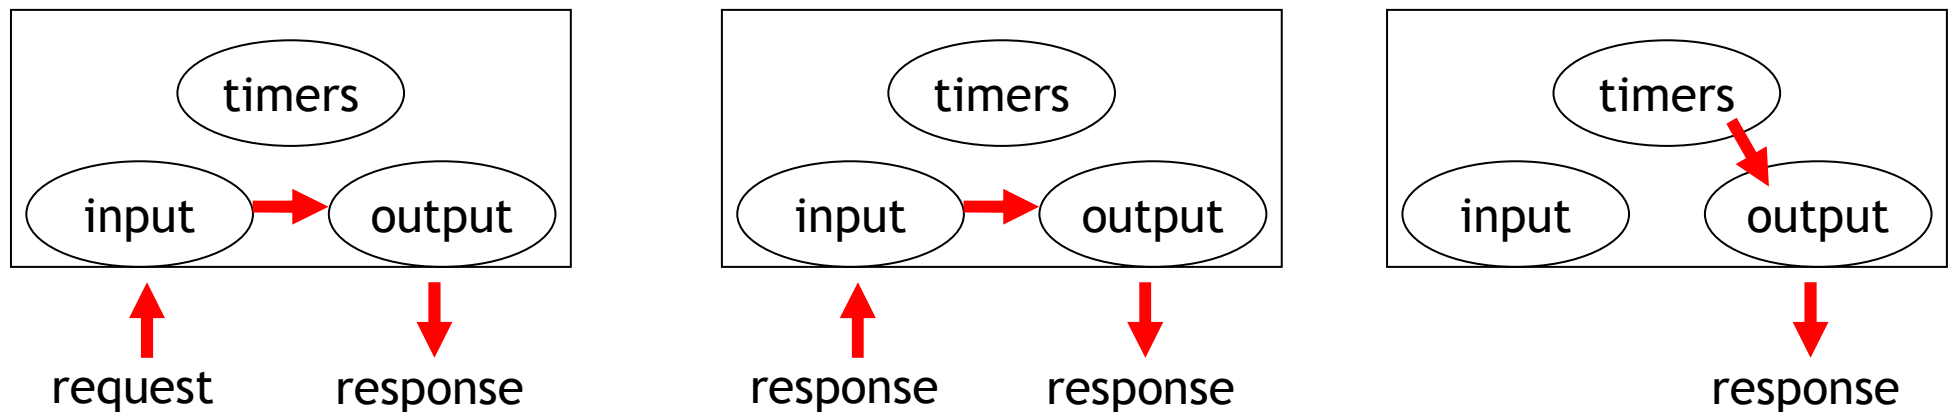 timers
input output
request response
timers
input output
response response
timers
input output
response